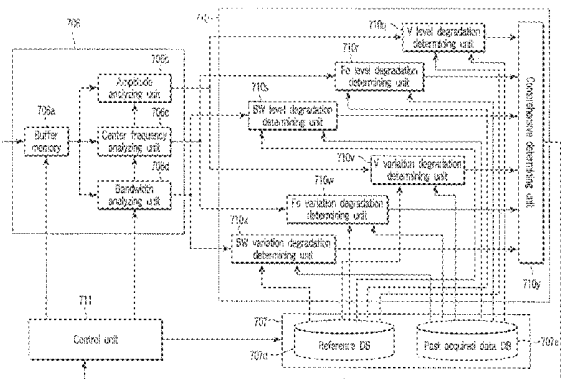 706
710
706a
Buffer
memory
706b
Amplitude
analyzing unit
706c
Center frequency
analyzing unit
706d
Bandwidth
analyzing unit
710q
V level degradation
determining unit
710r
Fo level degradation
determining unit
710s
BW level degradation
determining unit
710v
V variation degradation
determining unit
710w
Fo variation degradation
determining unit
710x
BW variation degradation
determining unit
Comprehensive determining unit
710y
711
Control unit
707
Reference DB
707d
Past acquired data DB
707e